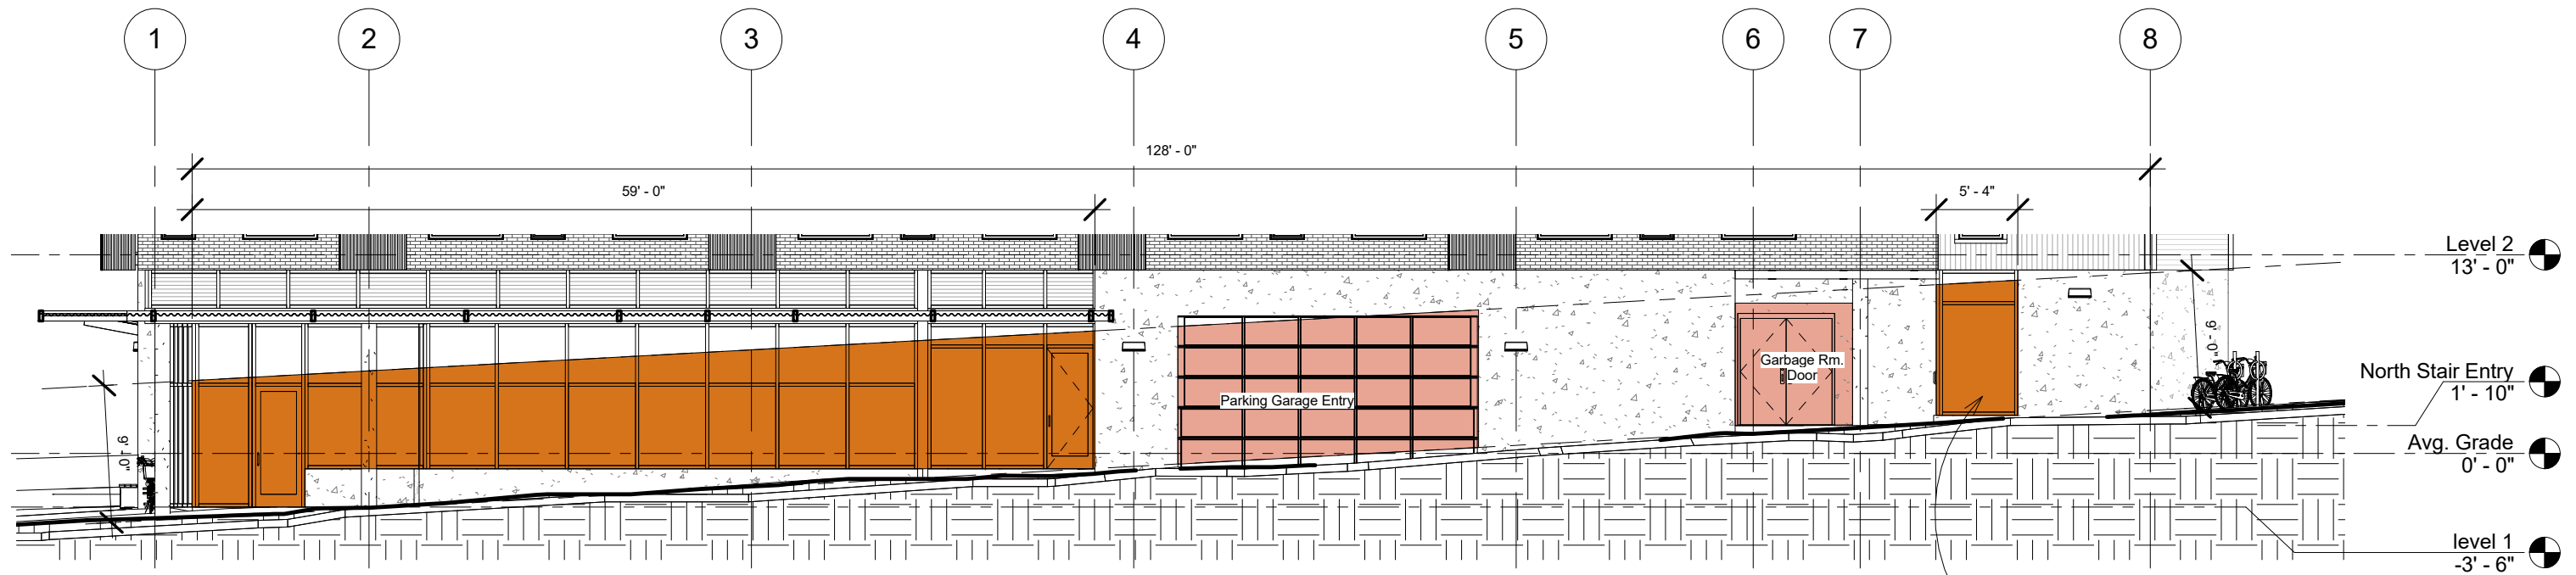 1 2 3 4 5 6 7 8
128' - 0"
59' - 0"
5' - 4"
Level 2
13' - 0"
9' - 0"
Garbage Rm.
Door
North Stair Entry
1' - 10"
Parking Garage Entry
9' - 0"
Avg. Grade
0' - 0"
level 1
-3' - 6"